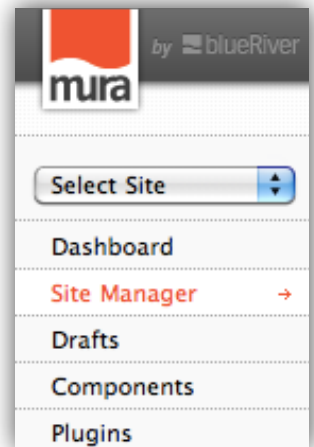 by blueRiver
mura
Select Site
Dashboard
Site Manager →
Drafts
Components
Plugins